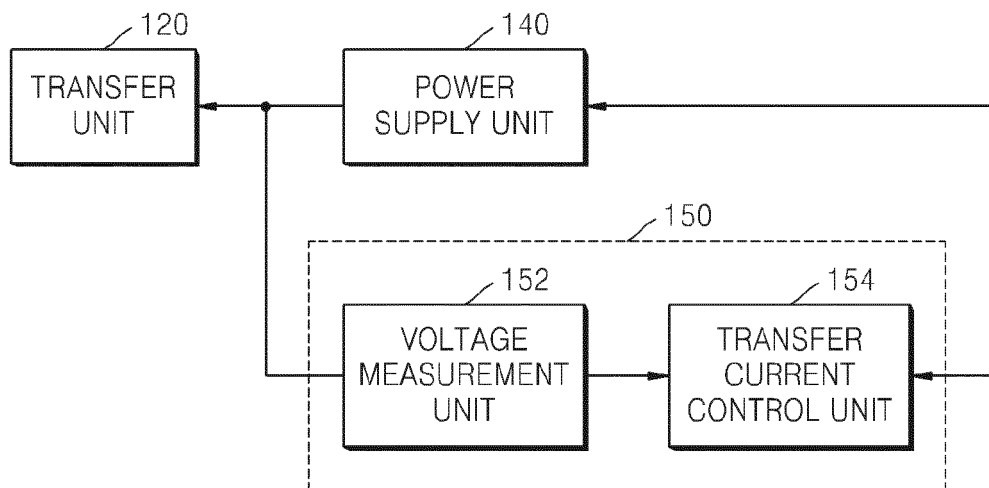 120
TRANSFER
UNIT
140
POWER
SUPPLY UNIT
150
152
VOLTAGE
MEASUREMENT
UNIT
154
TRANSFER
CURRENT
CONTROL UNIT